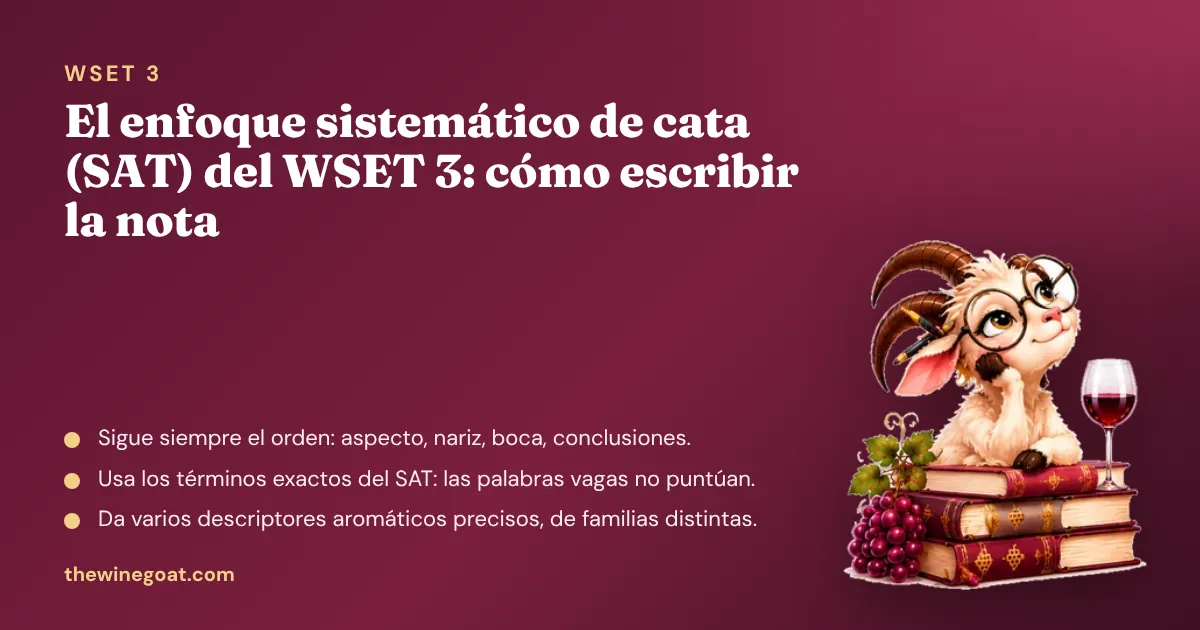 WSET 3
El enfoque sistemático de cata
(SAT) del WSET 3: cómo escribir
la nota
Sigue siempre el orden: aspecto, nariz, boca, conclusiones.
Usa los términos exactos del SAT: las palabras vagas no puntúan.
Da varios descriptores aromáticos precisos, de familias distintas.
thewinegoat.com